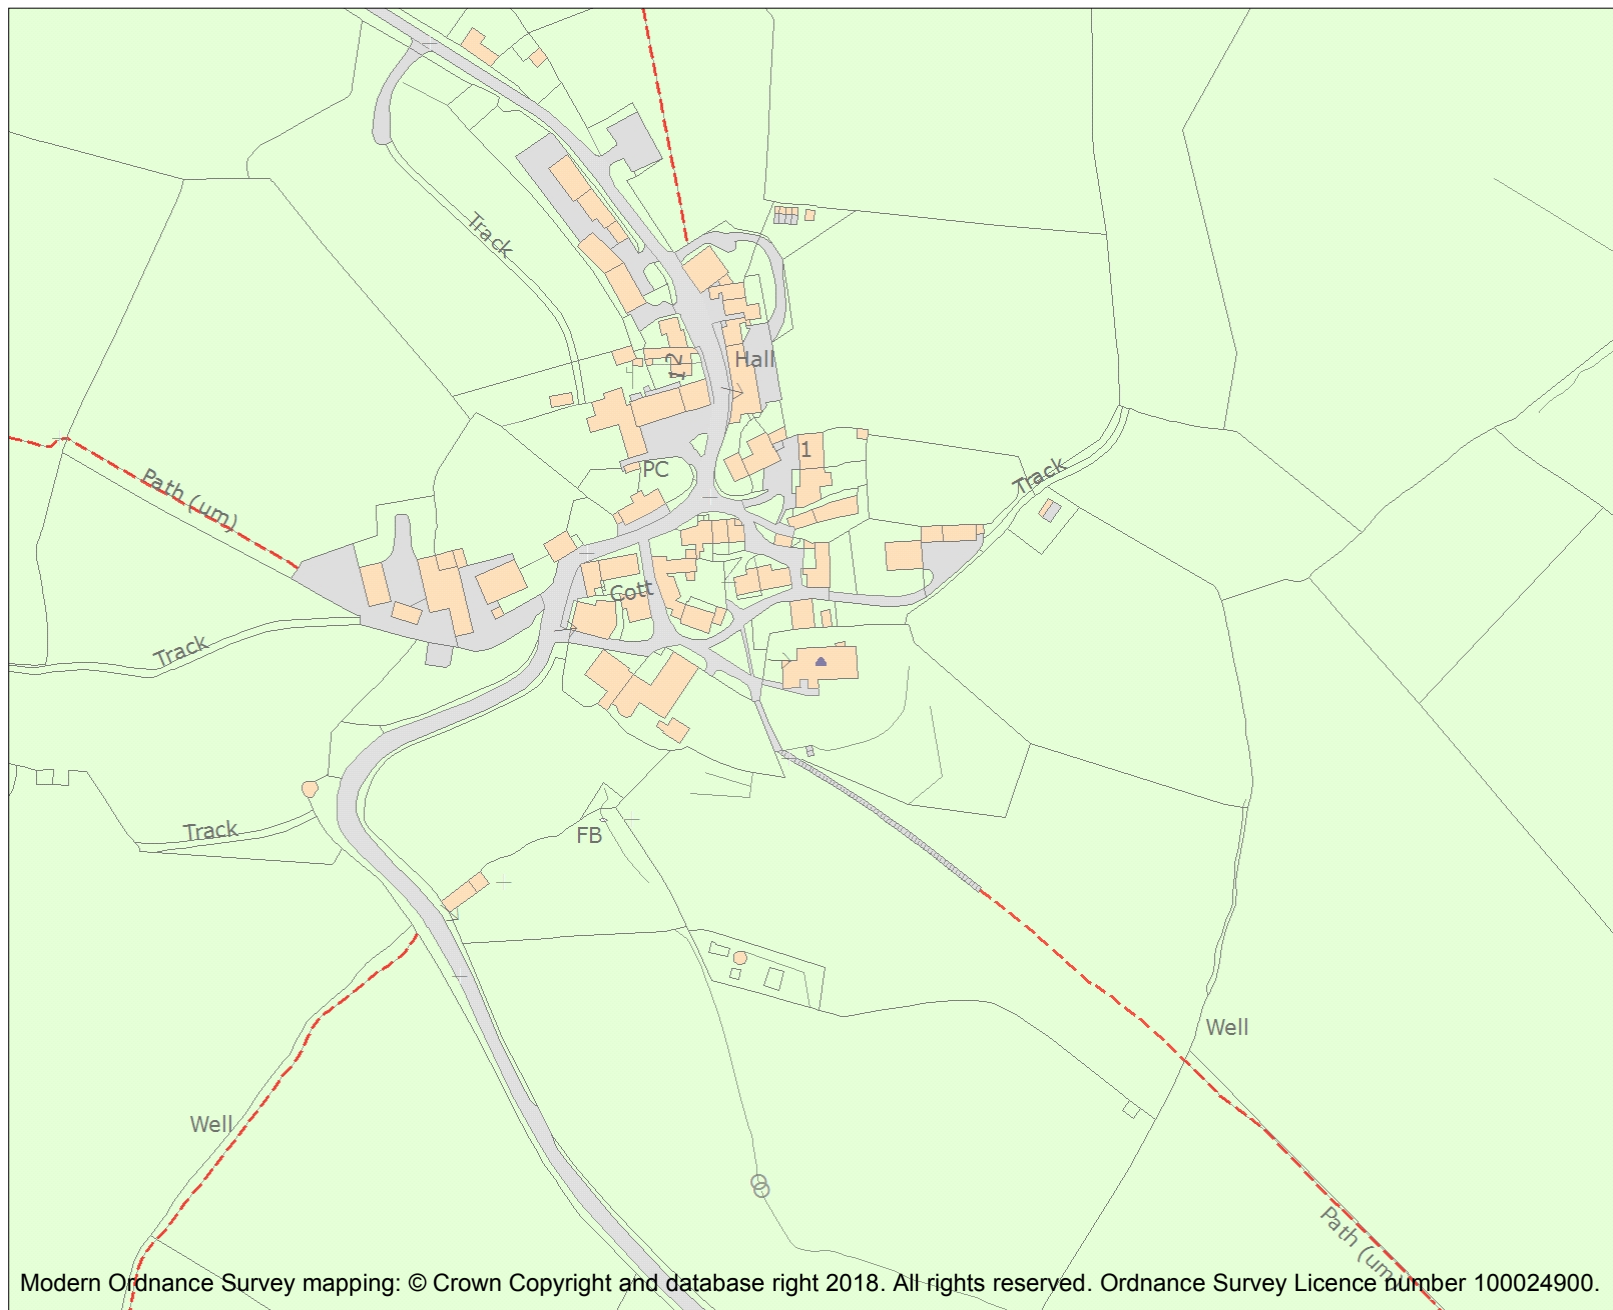 Track
12
Hall
1
PC
Track
Path (um)
Cott
Track
Track
FB
Well
Well
Path (um)
Modern Ordnance Survey mapping: © Crown Copyright and database right 2018. All rights reserved. Ordnance Survey Licence number 100024900.